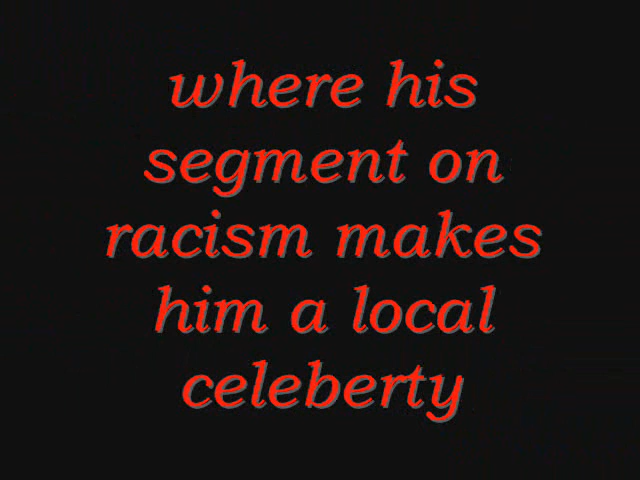 where his
segment on
racism makes
him a local
celeberty